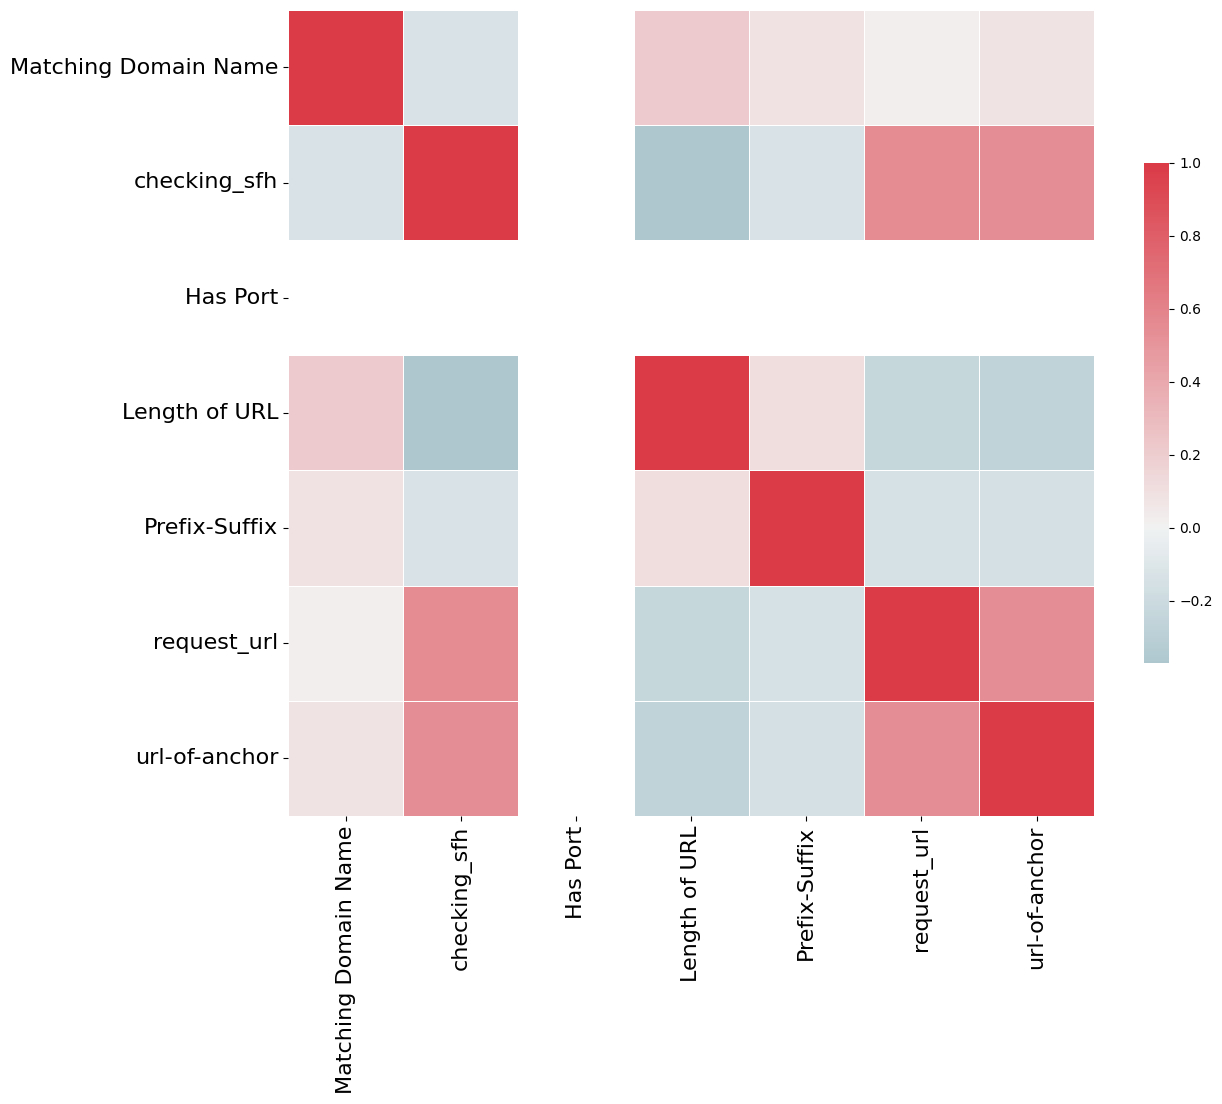 Matching Domain Name
checking_sfh
Has Port
Length of URL
Prefix-Suffix
request_url
url-of-anchor
Matching Domain Name
checking_sfh
Has Port
Length of URL
Prefix-Suffix
request_url
url-of-anchor
1.0
0.8
0.6
0.4
0.2
0.0
−0.2